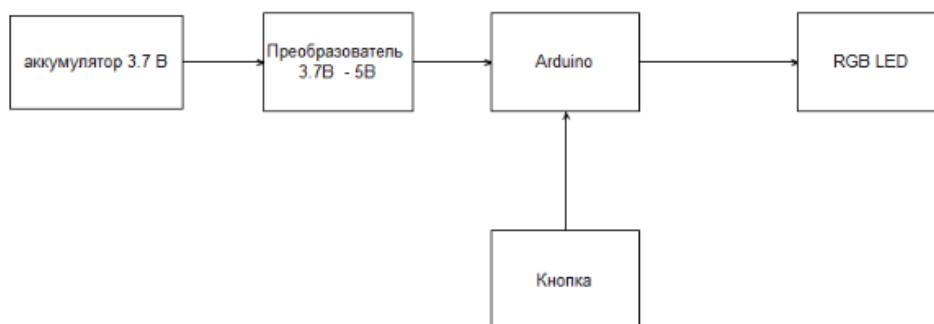 аккумулятор 3.7 В
Преобразователь
3.7В - 5В
Arduino
RGB LED
Кнопка